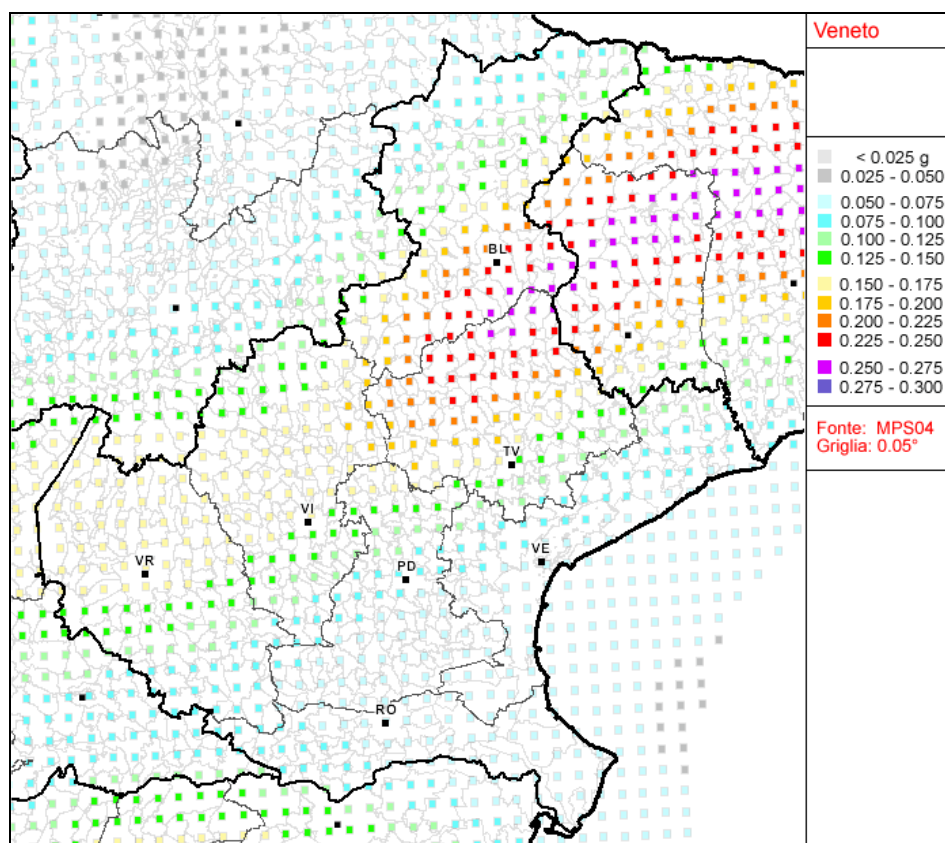 Veneto
< 0.025 g
0.025 - 0.050
0.050 - 0.075
0.075 - 0.100
0.100 - 0.125
0.125 - 0.150
0.150 - 0.175
0.175 - 0.200
0.200 - 0.225
0.225 - 0.250
0.250 - 0.275
0.275 - 0.300
Fonte: MPS04
Griglia: 0.05°
BL
TV
VI
VE
VR
PD
RO